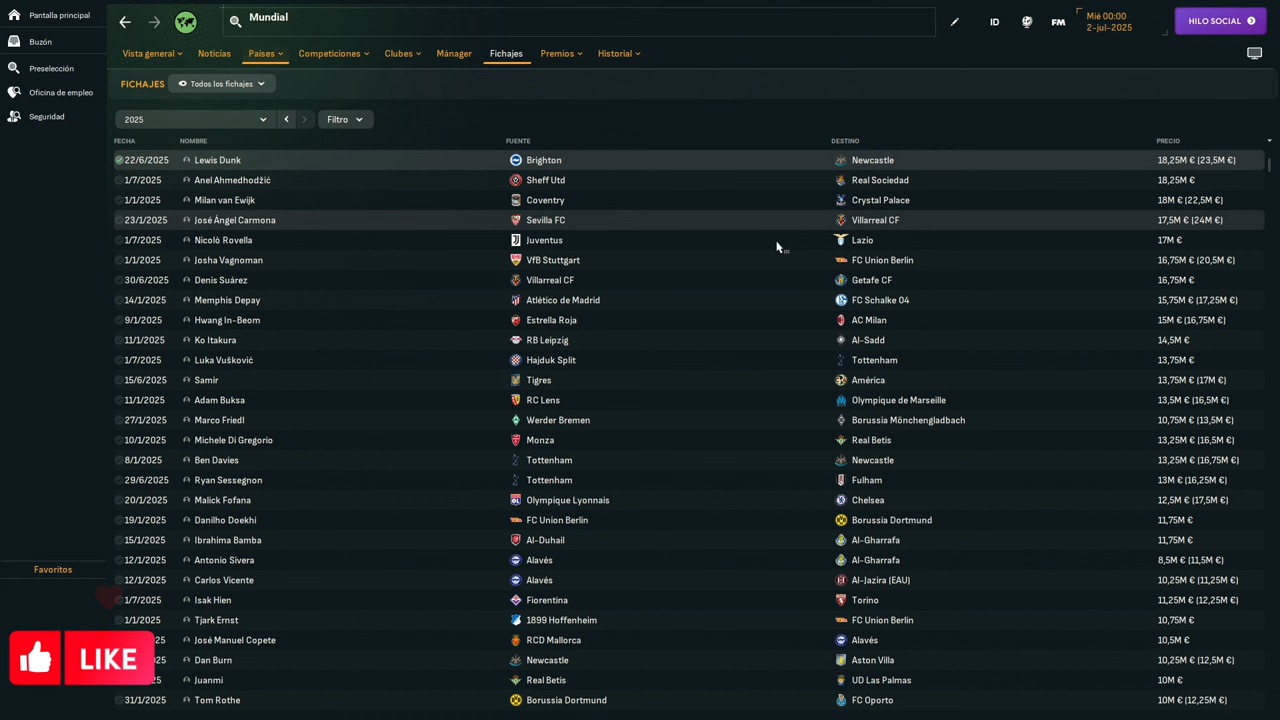 Pantalla principal
Buzón
Preselección
Oficina de empleo
Seguridad
Favoritos
LIKE
Mundial
ID
FM
Mié 00:00
2-jul-2025
HILO SOCIAL
Vista general Noticias Países Competiciones Clubes Mánager Fichajes Premios Historial
FICHAJES Todos los fichajes
2025 Filtro
FECHA NOMBRE FUENTE DESTINO PRECIO
22/6/2025 Lewis Dunk Brighton Newcastle 18,25M € (23,5M €)
1/7/2025 Anel Ahmedhodžić Sheff Utd Real Sociedad 18,25M €
1/1/2025 Milan van Ewijk Coventry Crystal Palace 18M € (22,5M €)
23/1/2025 José Ángel Carmona Sevilla FC Villarreal CF 17,5M € (24M €)
1/7/2025 Nicolò Rovella Juventus Lazio 17M €
1/1/2025 Josha Vagnoman VfB Stuttgart FC Union Berlin 16,75M € (20,5M €)
30/6/2025 Denis Suárez Villarreal CF Getafe CF 16,75M €
14/1/2025 Memphis Depay Atlético de Madrid FC Schalke 04 15,75M € (17,25M €)
9/1/2025 Hwang In-Beom Estrella Roja AC Milan 15M € (16,75M €)
11/1/2025 Ko Itakura RB Leipzig Al-Sadd 14,5M €
1/7/2025 Luka Vušković Hajduk Split Tottenham 13,75M €
15/6/2025 Samir Tigres América 13,75M € (17M €)
11/1/2025 Adam Buksa RC Lens Olympique de Marseille 13,5M € (16,5M €)
27/1/2025 Marco Friedl Werder Bremen Borussia Mönchengladbach 10,75M € (13,5M €)
10/1/2025 Michele Di Gregorio Monza Real Betis 13,25M € (16,5M €)
8/1/2025 Ben Davies Tottenham Newcastle 13,25M € (16,75M €)
29/6/2025 Ryan Sessegnon Tottenham Fulham 13M € (16,25M €)
20/1/2025 Malick Fofana Olympique Lyonnais Chelsea 12,5M € (17,5M €)
19/1/2025 Danilho Doekhi FC Union Berlin Borussia Dortmund 11,75M €
15/1/2025 Ibrahima Bamba Al-Duhail Al-Gharrafa 11,75M €
12/1/2025 Antonio Sivera Alavés Al-Gharrafa 8,5M € (11,5M €)
12/1/2025 Carlos Vicente Alavés Al-Jazira (EAU) 10,25M € (11,25M €)
1/7/2025 Isak Hien Fiorentina Torino 11,25M € (12,25M €)
1/1/2025 Tjark Ernst 1899 Hoffenheim FC Union Berlin 10,75M €
2025 José Manuel Copete RCD Mallorca Alavés 10,5M €
2025 Dan Burn Newcastle Aston Villa 10,25M € (12,5M €)
2025 Juanmi Real Betis UD Las Palmas 10M €
31/1/2025 Tom Rothe Borussia Dortmund FC Oporto 10M € (12,25M €)